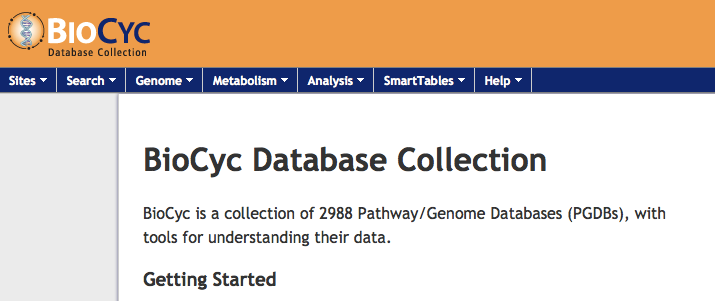 BIOCYC
Database Collection
Sites Search Genome Metabolism Analysis SmartTables Help
BioCyc Database Collection
BioCyc is a collection of 2988 Pathway/Genome Databases (PGDBs), with
tools for understanding their data.
Getting Started